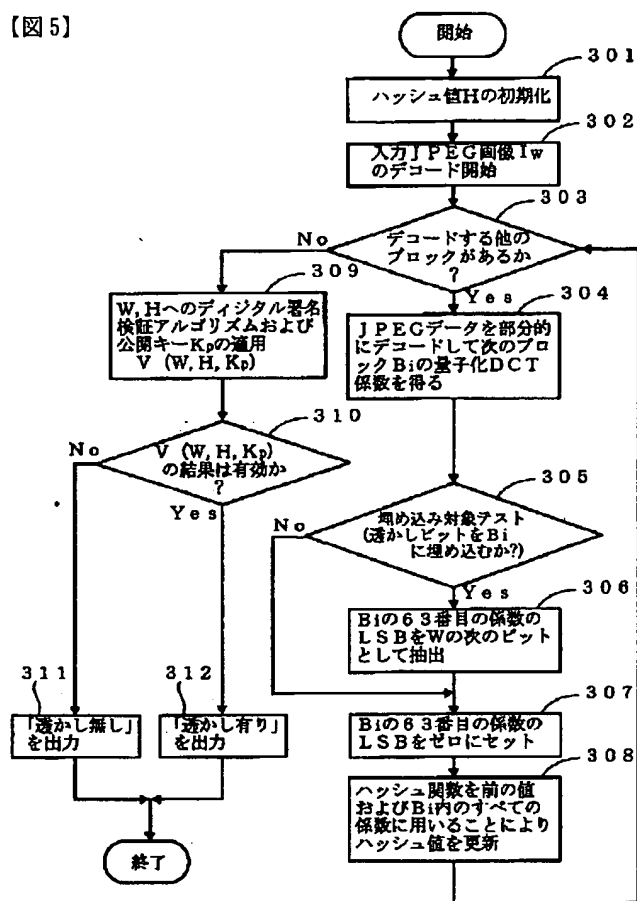 【図5】
開始
301
ハッシュ値Hの初期化
302
入力JPEG画像Iw
のデコード開始
303
デコードする他の
ブロックがあるか
?
No
Yes
309
W,Hへのディジタル署名
検証アルゴリズムおよび
公開キーKpの適用
V (W,H,Kp)
304
JPEGデータを部分的
にデコードして次のブロ
ックBiの量子化DCT
係数を得る
310
V (W,H,Kp)
の結果は有効か
?
No
Yes
305
埋め込み対象テスト
(透かしビットをBi
に埋め込むか?)
No
Yes
306
Biの63番目の係数の
LSBをWの次のビット
として抽出
311
「透かし無し」
を出力
312
「透かし有り」
を出力
307
Biの63番目の係数の
LSBをゼロにセット
308
ハッシュ関数を前の値
およびBi内のすべての
係数に用いることにより
ハッシュ値を更新
終了